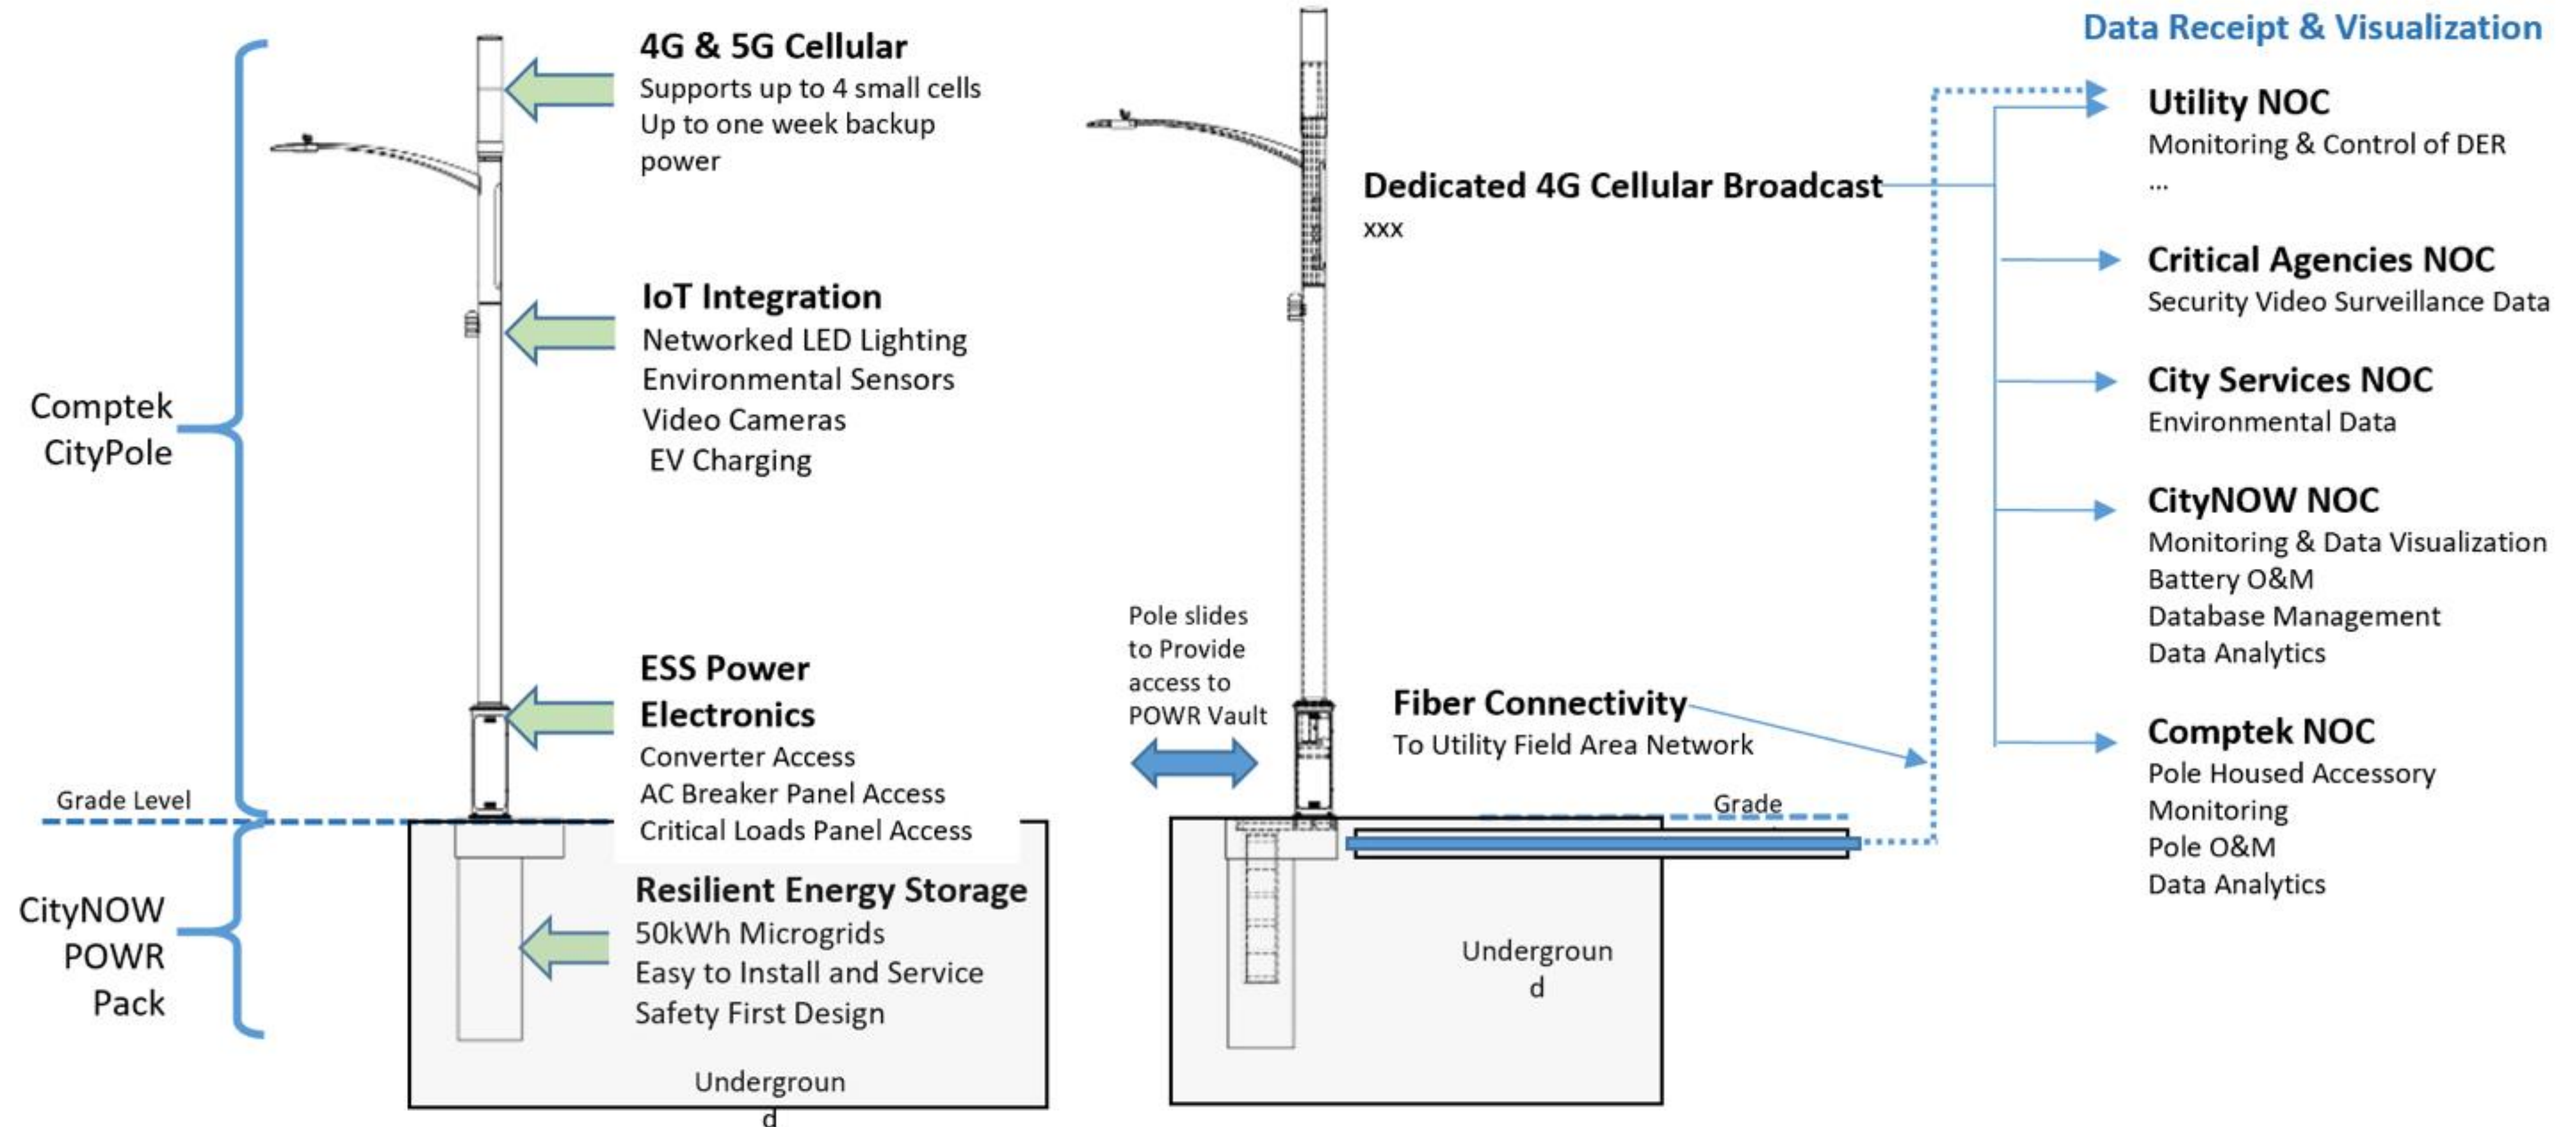 4G & 5G Cellular
Supports up to 4 small cells
Up to one week backup
power
IoT Integration
Networked LED Lighting
Environmental Sensors
Video Cameras
EV Charging
Comptek
CityPole
ESS Power
Electronics
Converter Access
AC Breaker Panel Access
Critical Loads Panel Access
Grade Level
CityNOW
POWR
Pack
Resilient Energy Storage
50kWh Microgrids
Easy to Install and Service
Safety First Design
Undergroun
d
Dedicated 4G Cellular Broadcast
xxx
Pole slides
to Provide
access to
POWR Vault
Fiber Connectivity
To Utility Field Area Network
Grade
Undergroun
d
Data Receipt & Visualization
Utility NOC
Monitoring & Control of DER
...
Critical Agencies NOC
Security Video Surveillance Data
City Services NOC
Environmental Data
CityNOW NOC
Monitoring & Data Visualization
Battery O&M
Database Management
Data Analytics
Comptek NOC
Pole Housed Accessory
Monitoring
Pole O&M
Data Analytics